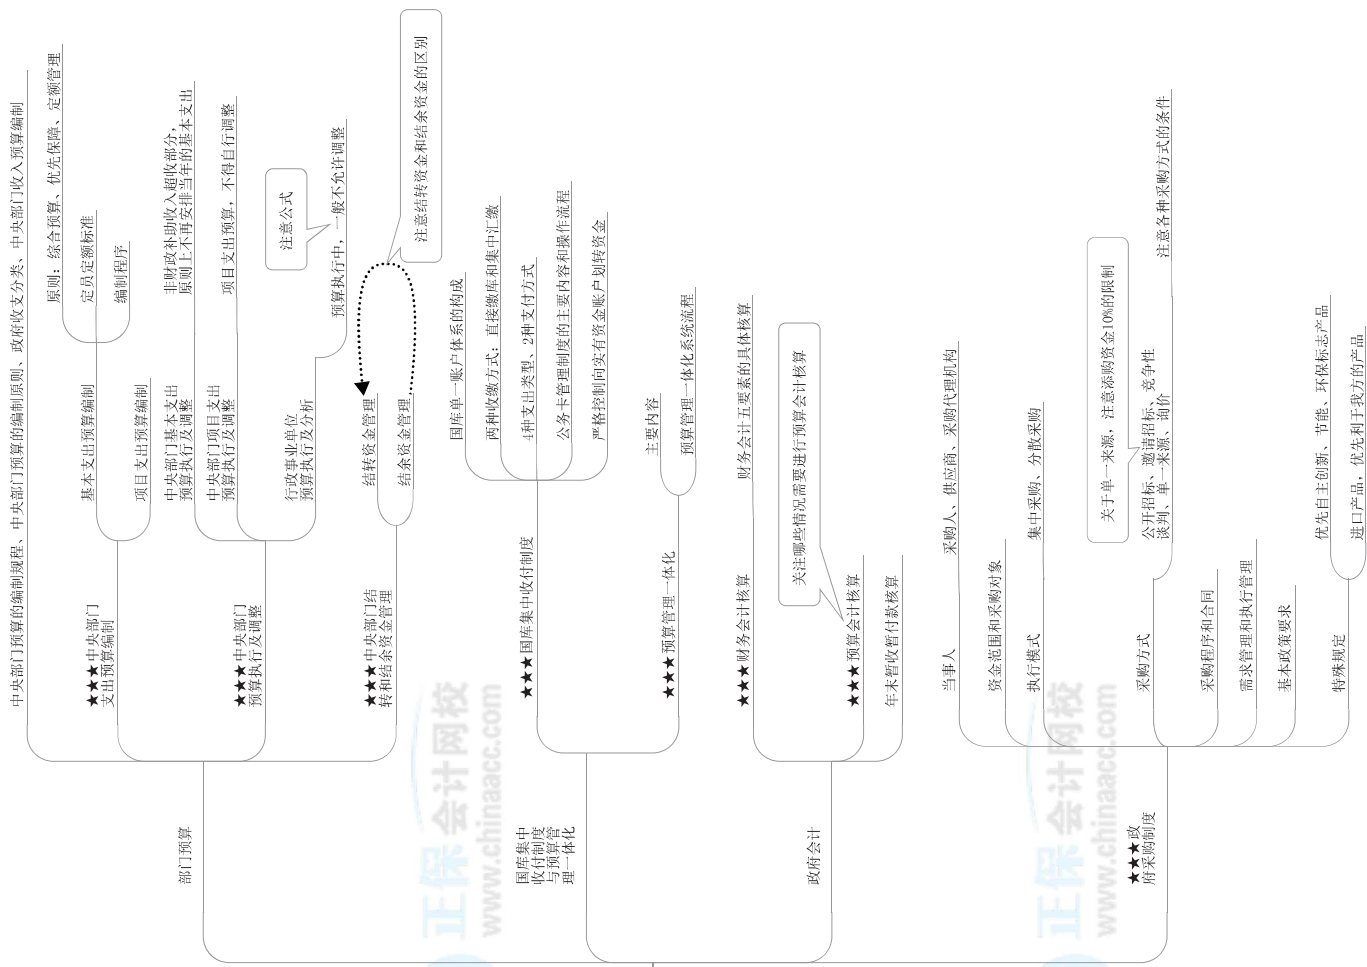 部门预算
中央部门预算的编制规程、中央部门预算的编制原则、政府收支分类、中央部门收入预算编制
★★★中央部门
支出预算编制
基本支出预算编制
原则：综合预算、优先保障、定额管理
定员定额标准
编制程序
项目支出预算编制
★★★中央部门
预算执行及调整
中央部门基本支出
预算执行及调整
非财政补助收入超收部分，
原则上不再安排当年的基本支出
中央部门项目支出
预算执行及调整
项目支出预算，不得自行调整
行政事业单位
预算执行及分析
预算执行中，一般不允许调整
注意公式
★★★中央部门结
转和结余资金管理
结转资金管理
结余资金管理
注意结转资金和结余资金的区别
国库集中
收付制度
与预算管
理一体化
★★★国库集中收付制度
国库单一账户体系的构成
两种收缴方式：直接缴库和集中汇缴
4种支出类型、2种支付方式
公务卡管理制度的主要内容和操作流程
严格控制向实有资金账户划转资金
★★★预算管理一体化
主要内容
预算管理一体化系统流程
政府会计
★★★财务会计核算
财务会计五要素的具体核算
★★★预算会计核算
关注哪些情况需要进行预算会计核算
年末暂收暂付款核算
★★★政
府采购制度
当事人
采购人、供应商、采购代理机构
资金范围和采购对象
执行模式
集中采购、分散采购
采购方式
公开招标、邀请招标、竞争性
谈判、单一来源、询价
关于单一来源，注意添购资金10%的限制
注意各种采购方式的条件
采购程序和合同
需求管理和执行管理
基本政策要求
特殊规定
优先自主创新、节能、环保标志产品
进口产品，优先利于我方的产品
正保会计网校
www.chinaacc.com
正保会计网校
www.chinaacc.com